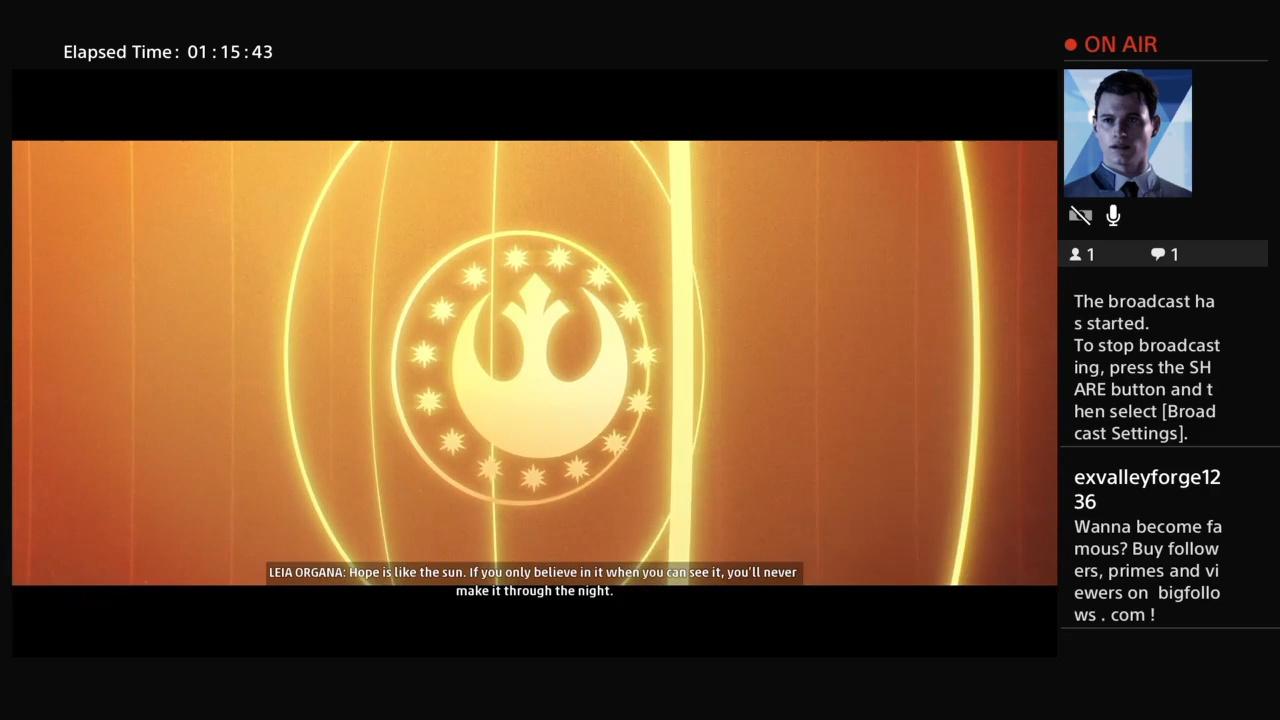 Elapsed Time: 01:15:43
ON AIR
1
1
The broadcast ha
s started.
To stop broadcast
ing, press the SH
ARE button and t
hen select [Broad
cast Settings].
exvalleyforge12
36
Wanna become fa
mous? Buy follow
ers, primes and vi
ewers on  bigfollo
ws . com !
LEIA ORGANA: Hope is like the sun. If you only believe in it when you can see it, you'll never
make it through the night.